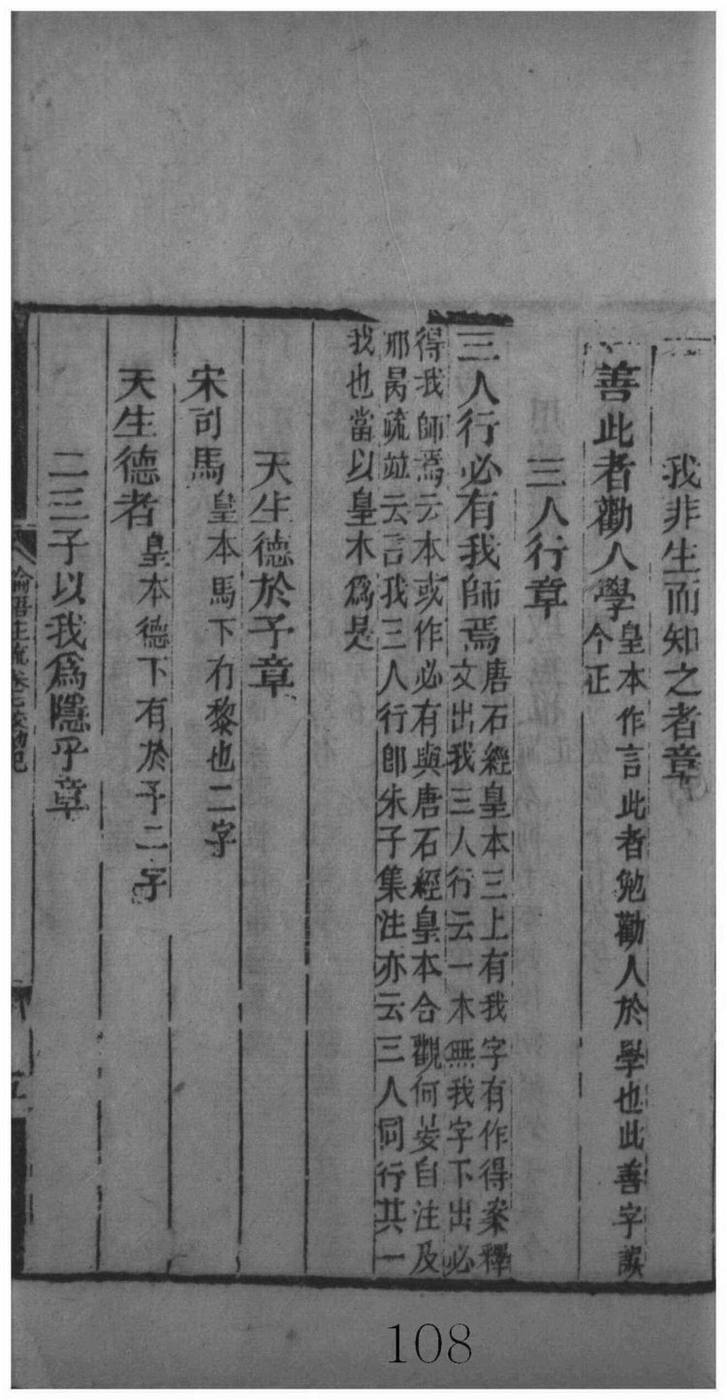 我非生而知之者章
善此者勸人學皇本作言此者勉勸人於學也此善字誤
今正
三人行章
三人行必有我師焉唐石經皇本三上有我字有作得案釋
文出我三人行云一本無我字下出必
得我師焉云本或作必有與唐石經皇本合觀何晏自注及
邢昺疏竝云言我三人行卽朱子集注亦云三人同行其一
我也當以皇本爲是
天生德於予章
宋司馬皇本馬下有黎也二字
天生德者皇本德下有於予二字
二三子以我爲隱乎章
論語注疏卷七校勘記
五
108